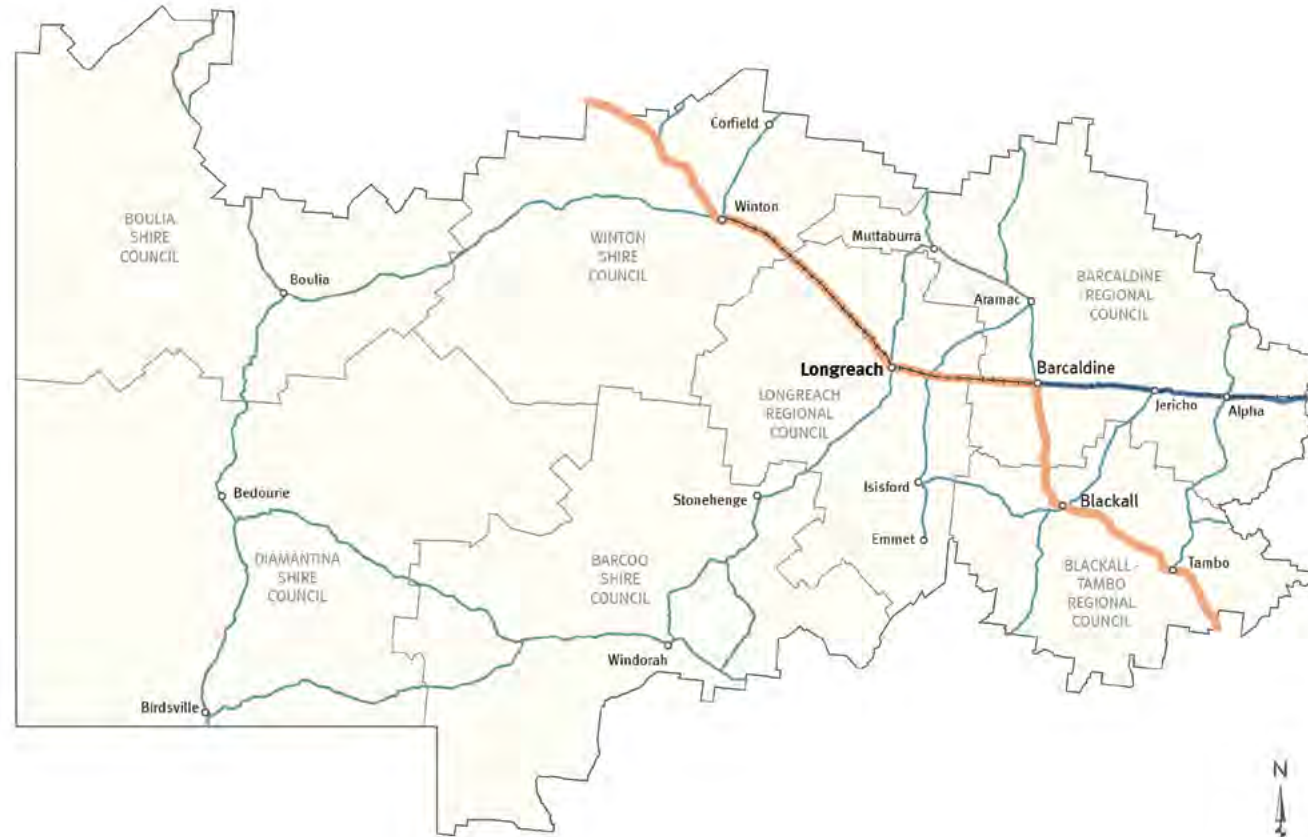 Corfield
Winton
BOULIA
SHIRE
COUNCIL
WINTON
SHIRE
COUNCIL
Muttaburra
Boulia
BARCALDINE
REGIONAL
COUNCIL
Aramac
Longreach
Barcaldine
LONGREACH
REGIONAL
COUNCIL
Jericho
Alpha
Bedourie
Stonehenge
Isisford
Blackall
Emmet
DIAMANTINA
SHIRE
COUNCIL
BARCOO
SHIRE
COUNCIL
BLACKALL-
TAMBO
REGIONAL
COUNCIL
Tambo
Windorah
Birdsville
N